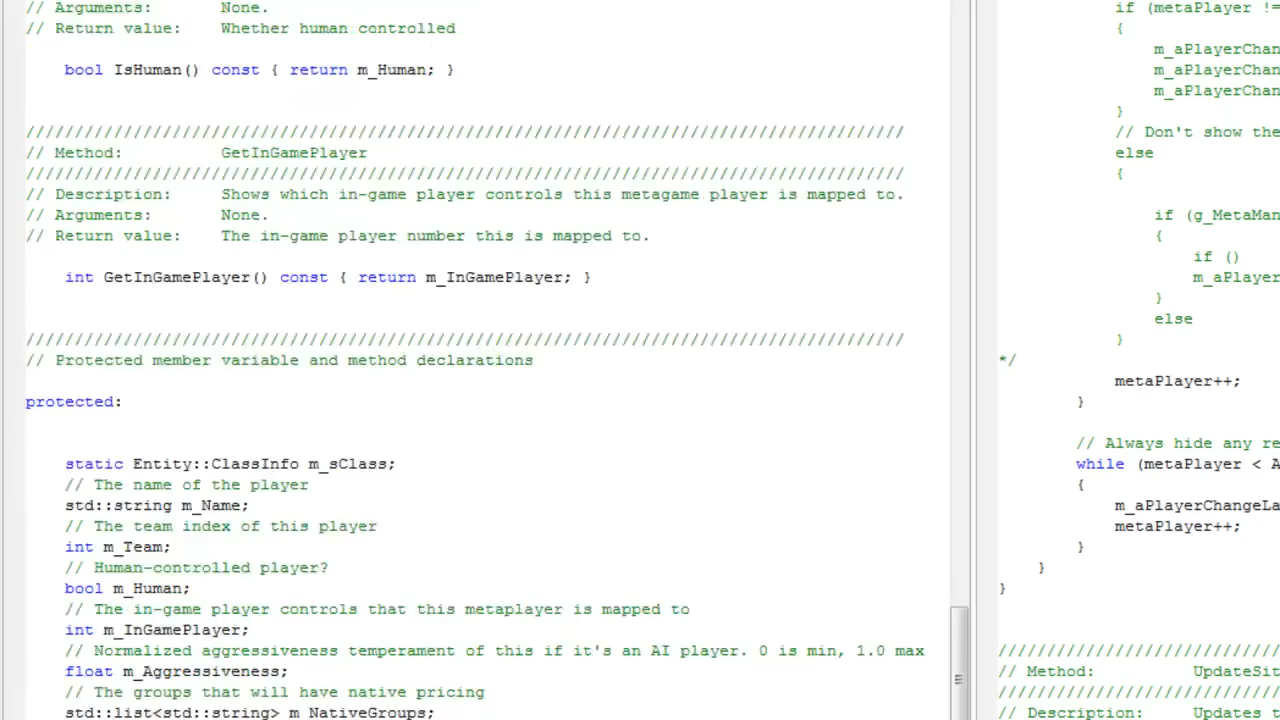 // Arguments:       None.
// Return value:    Whether human controlled
    bool IsHuman() const { return m_Human; }
//////////////////////////////////////////////////////////////////////////////////////////
// Method:          GetInGamePlayer
//////////////////////////////////////////////////////////////////////////////////////////
// Description:     Shows which in-game player controls this metagame player is mapped to.
// Arguments:       None.
// Return value:    The in-game player number this is mapped to.
    int GetInGamePlayer() const { return m_InGamePlayer; }
//////////////////////////////////////////////////////////////////////////////////////////
// Protected member variable and method declarations
protected:
    static Entity::ClassInfo m_sClass;
    // The name of the player
    std::string m_Name;
    // The team index of this player
    int m_Team;
    // Human-controlled player?
    bool m_Human;
    // The in-game player controls that this metaplayer is mapped to
    int m_InGamePlayer;
    // Normalized aggressiveness temperament of this if it's an AI player. 0 is min, 1.0 max
    float m_Aggressiveness;
    // The groups that will have native pricing
    std::list<std::string> m_NativeGroups;
            if (metaPlayer !=
            {
                m_aPlayerChan
                m_aPlayerChan
                m_aPlayerChan
            }
            // Don't show the
            else
            {
                if (g_MetaMan
                {
                    if ()
                    m_aPlayer
                }
                else
            }
*/
            metaPlayer++;
        }
        // Always hide any re
        while (metaPlayer < A
        {
            m_aPlayerChangeLa
            metaPlayer++;
        }
    }
}
/////////////////////////////
// Method:          UpdateSit
/////////////////////////////
// Description:     Updates t